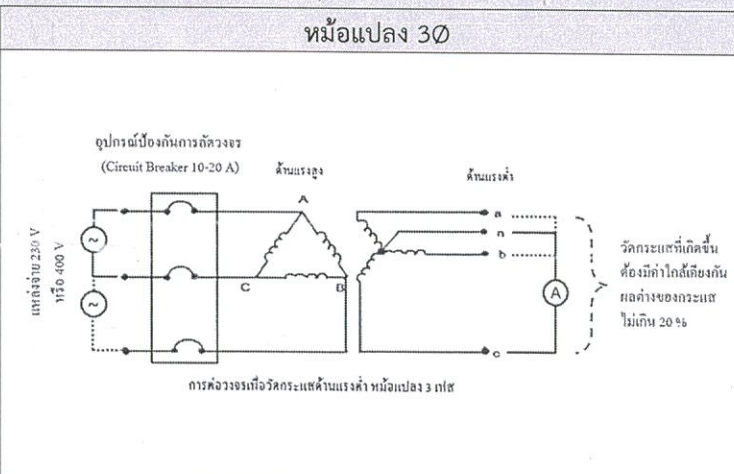 หม้อแปลง 3Ø
อุปกรณ์ป้องกันการลัดวงจร
(Circuit Breaker 10-20 A)
ด้านแรงสูง
ด้านแรงต่ำ
แหล่งจ่าย 230 V
หรือ 400 V
~
~
A
C
B
a
n
b
c
A
วัดกระแสที่เกิดขึ้น
ต้องมีค่าใกล้เคียงกัน
ผลต่างของกระแส
ไม่เกิน 20 %
การต่อวงจรเพื่อวัดกระแสด้านแรงต่ำ หม้อแปลง 3 เฟส